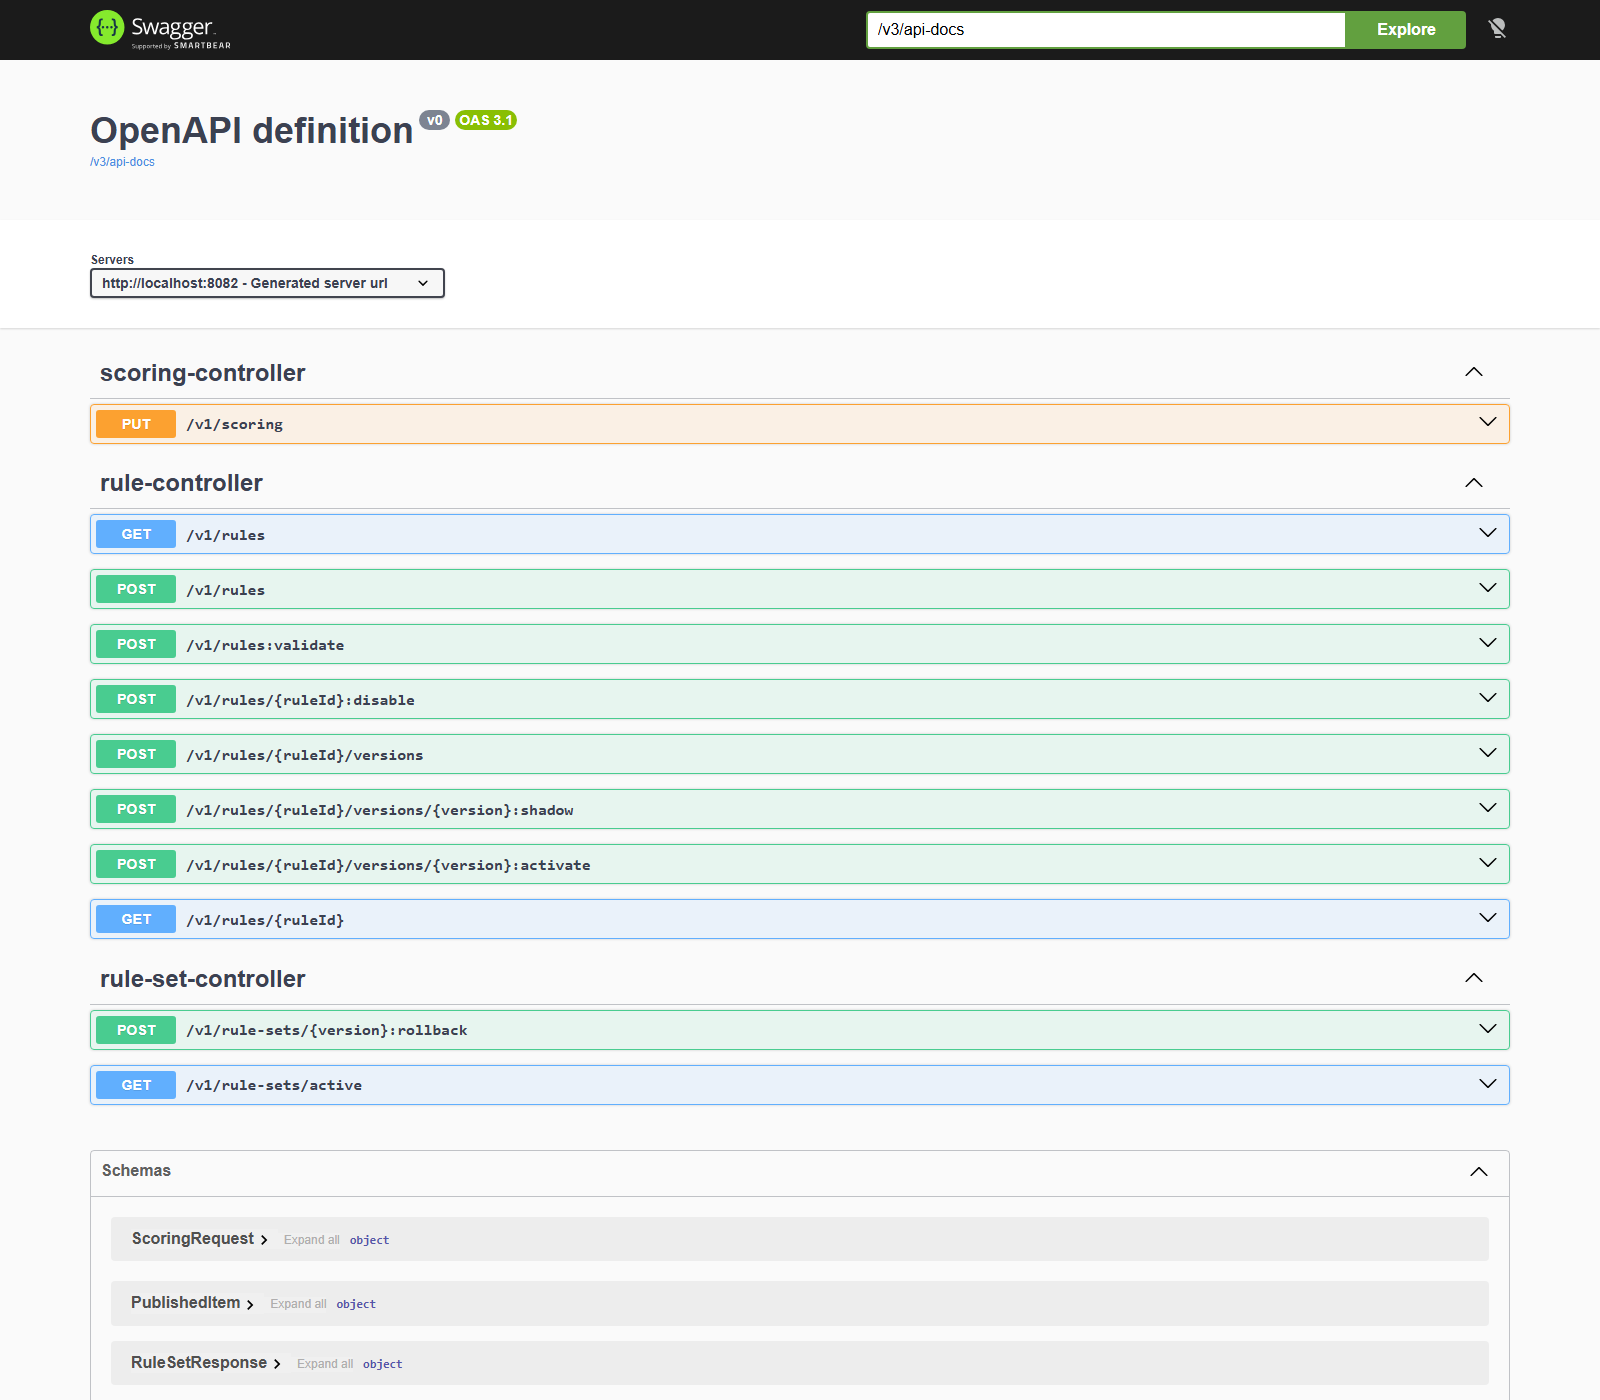 Swagger
Supported by SMARTBEAR
/v3/api-docs
Explore
OpenAPI definition v0 OAS 3.1
/v3/api-docs
Servers
http://localhost:8082 - Generated server url
scoring-controller
PUT /v1/scoring
rule-controller
GET /v1/rules
POST /v1/rules
POST /v1/rules:validate
POST /v1/rules/{ruleId}:disable
POST /v1/rules/{ruleId}/versions
POST /v1/rules/{ruleId}/versions/{version}:shadow
POST /v1/rules/{ruleId}/versions/{version}:activate
GET /v1/rules/{ruleId}
rule-set-controller
POST /v1/rule-sets/{version}:rollback
GET /v1/rule-sets/active
Schemas
ScoringRequest Expand all object
PublishedItem Expand all object
RuleSetResponse Expand all object